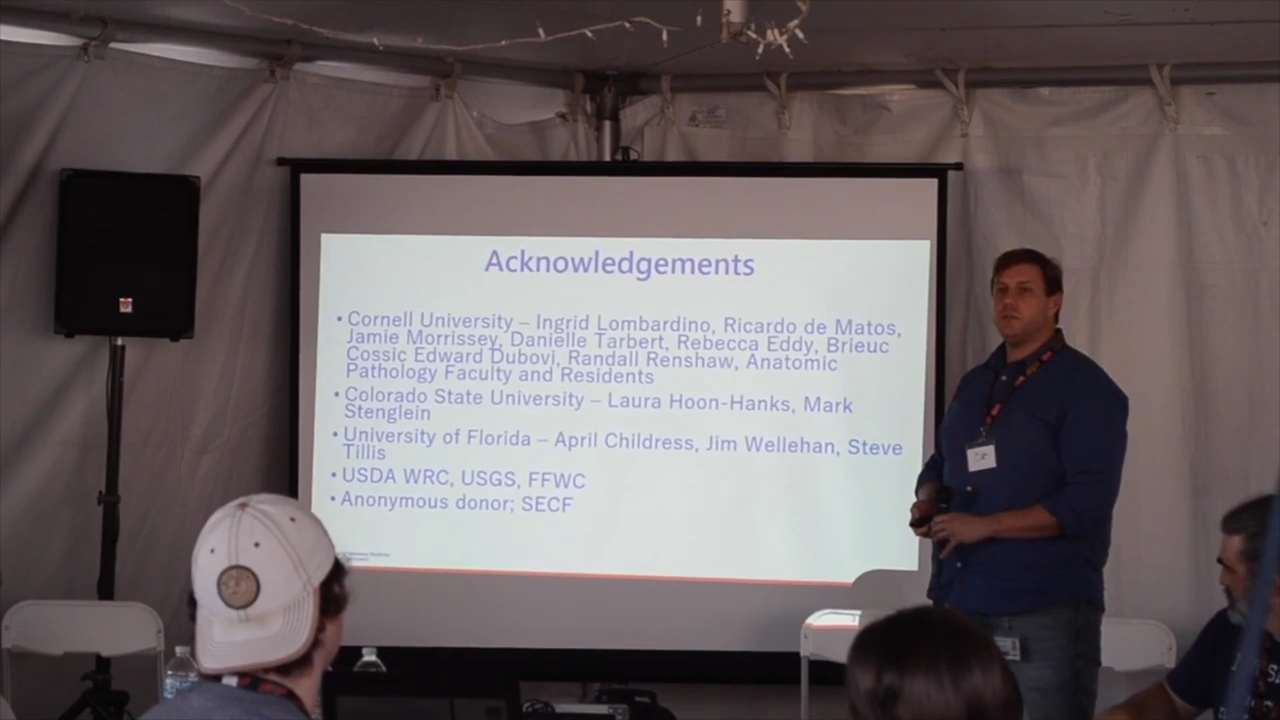 Acknowledgements
• Cornell University – Ingrid Lombardino, Ricardo de Matos,
Jamie Morrissey, Danielle Tarbert, Rebecca Eddy, Brieuc
Cossic Edward Dubovi, Randall Renshaw, Anatomic
Pathology Faculty and Residents
• Colorado State University – Laura Hoon-Hanks, Mark
Stenglein
• University of Florida – April Childress, Jim Wellehan, Steve
Tillis
• USDA WRC, USGS, FFWC
• Anonymous donor; SECF